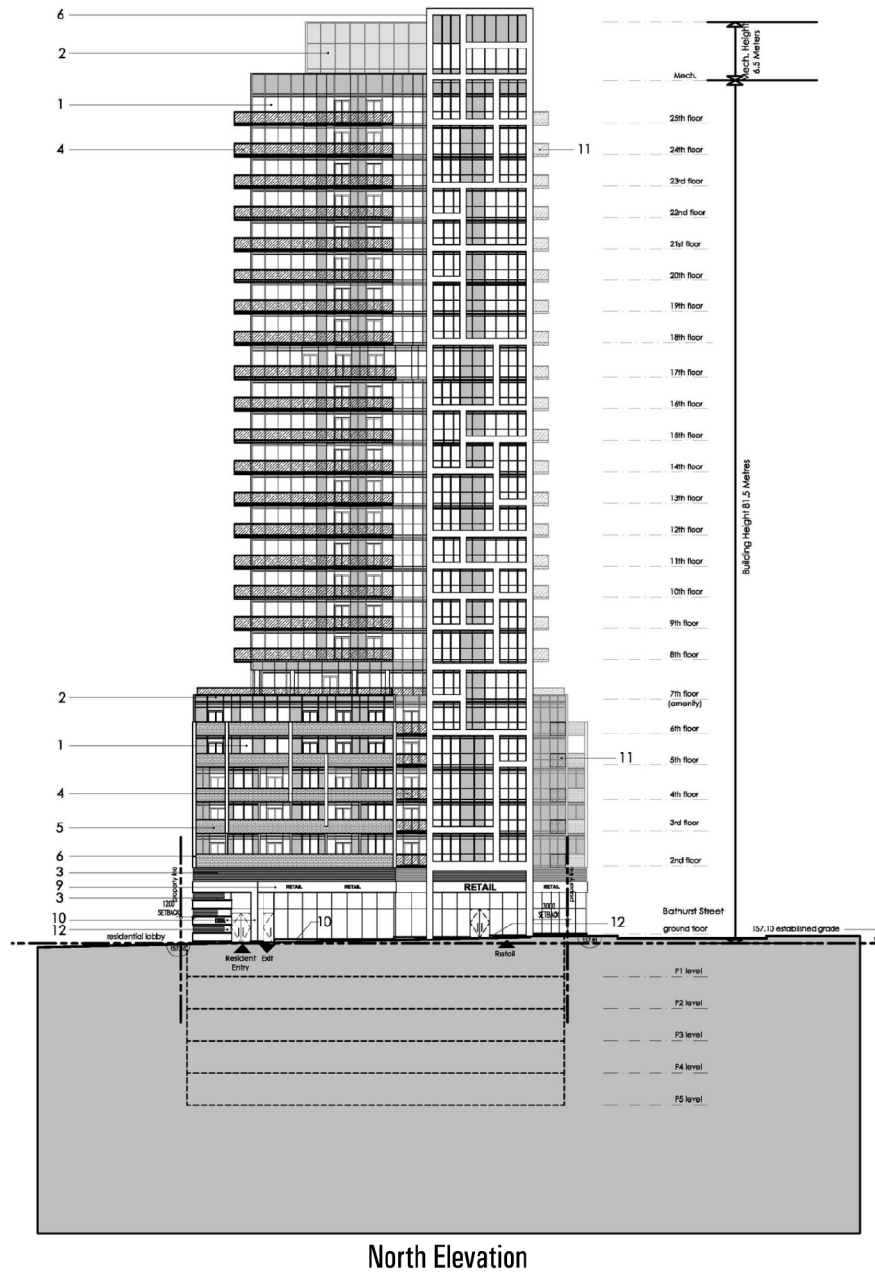 6
2
1
4
11
Mech. Height
6.5 Meters
Mech.
25th floor
24th floor
23rd floor
22nd floor
21st floor
20th floor
19th floor
18th floor
17th floor
16th floor
15th floor
14th floor
13th floor
12th floor
11th floor
10th floor
9th floor
8th floor
7th floor
(amenity)
6th floor
5th floor
4th floor
3rd floor
2nd floor
Building Height 81.5 Metres
2
1
11
4
5
6
3
9
3
10
12
property line
1200
SETBACK
RETAIL
RETAIL
RETAIL
RETAIL
3000
SETBACK
property line
10
12
Bathurst Street
ground floor
157.10 established grade
residential lobby
Resident
Entry
Exit
Retail
P1 level
P2 level
P3 level
P4 level
P5 level
North Elevation